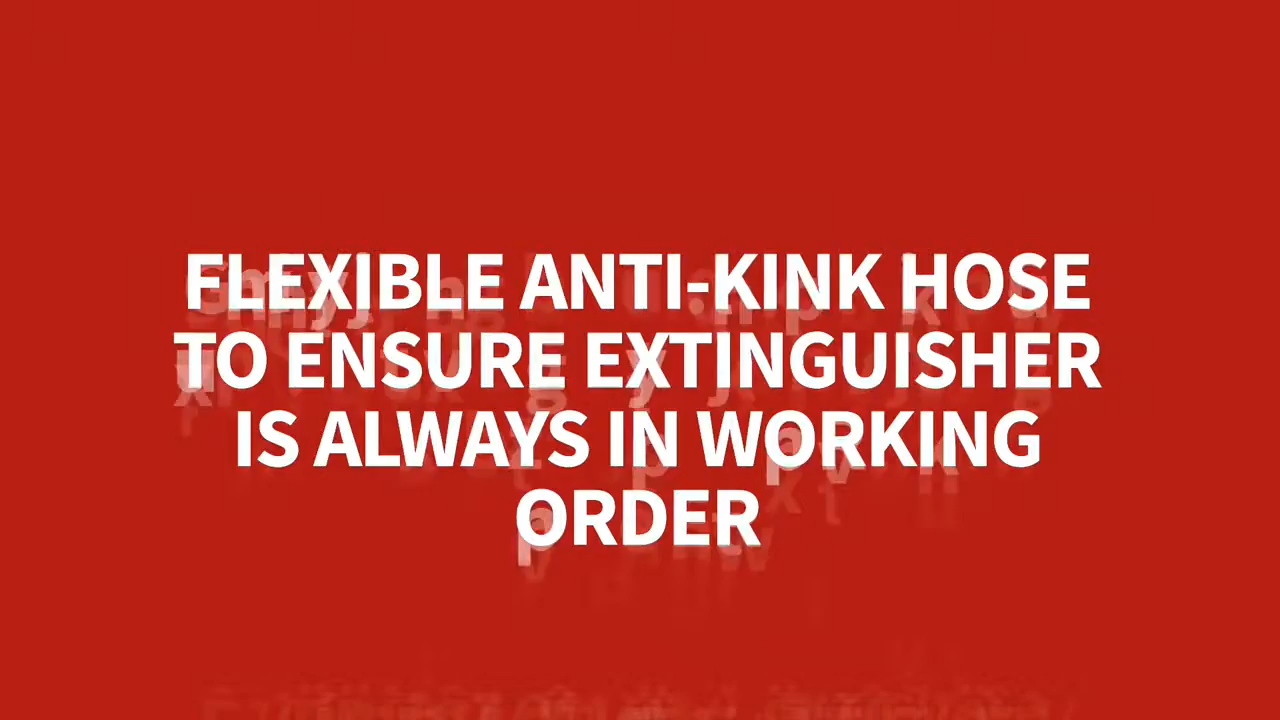 FLEXIBLE ANTI-KINK HOSE
TO ENSURE EXTINGUISHER
IS ALWAYS IN WORKING
ORDER